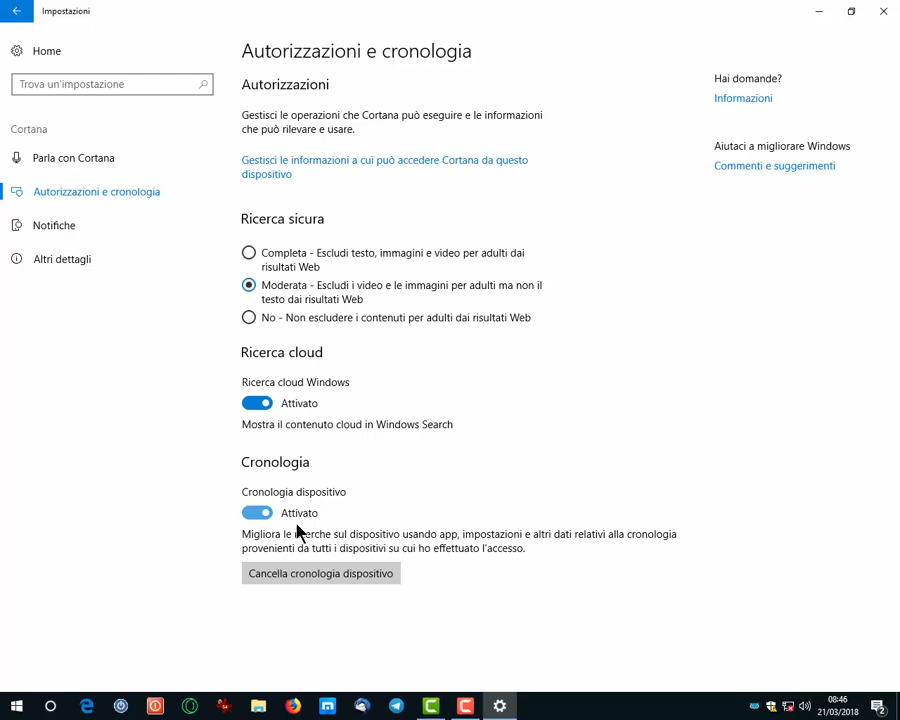 Impostazioni
Home
Trova un'impostazione
Cortana
Parla con Cortana
Autorizzazioni e cronologia
Notifiche
Altri dettagli
Autorizzazioni e cronologia
Autorizzazioni
Gestisci le operazioni che Cortana può eseguire e le informazioni
che può rilevare e usare.
Gestisci le informazioni a cui può accedere Cortana da questo
dispositivo
Ricerca sicura
Completa - Escludi testo, immagini e video per adulti dai
risultati Web
Moderata - Escludi i video e le immagini per adulti ma non il
testo dai risultati Web
No - Non escludere i contenuti per adulti dai risultati Web
Ricerca cloud
Ricerca cloud Windows
Attivato
Mostra il contenuto cloud in Windows Search
Cronologia
Cronologia dispositivo
Attivato
Migliora le ricerche sul dispositivo usando app, impostazioni e altri dati relativi alla cronologia
provenienti da tutti i dispositivi su cui ho effettuato l'accesso.
Cancella cronologia dispositivo
Hai domande?
Informazioni
Aiutaci a migliorare Windows
Commenti e suggerimenti
08:46
21/03/2018
2